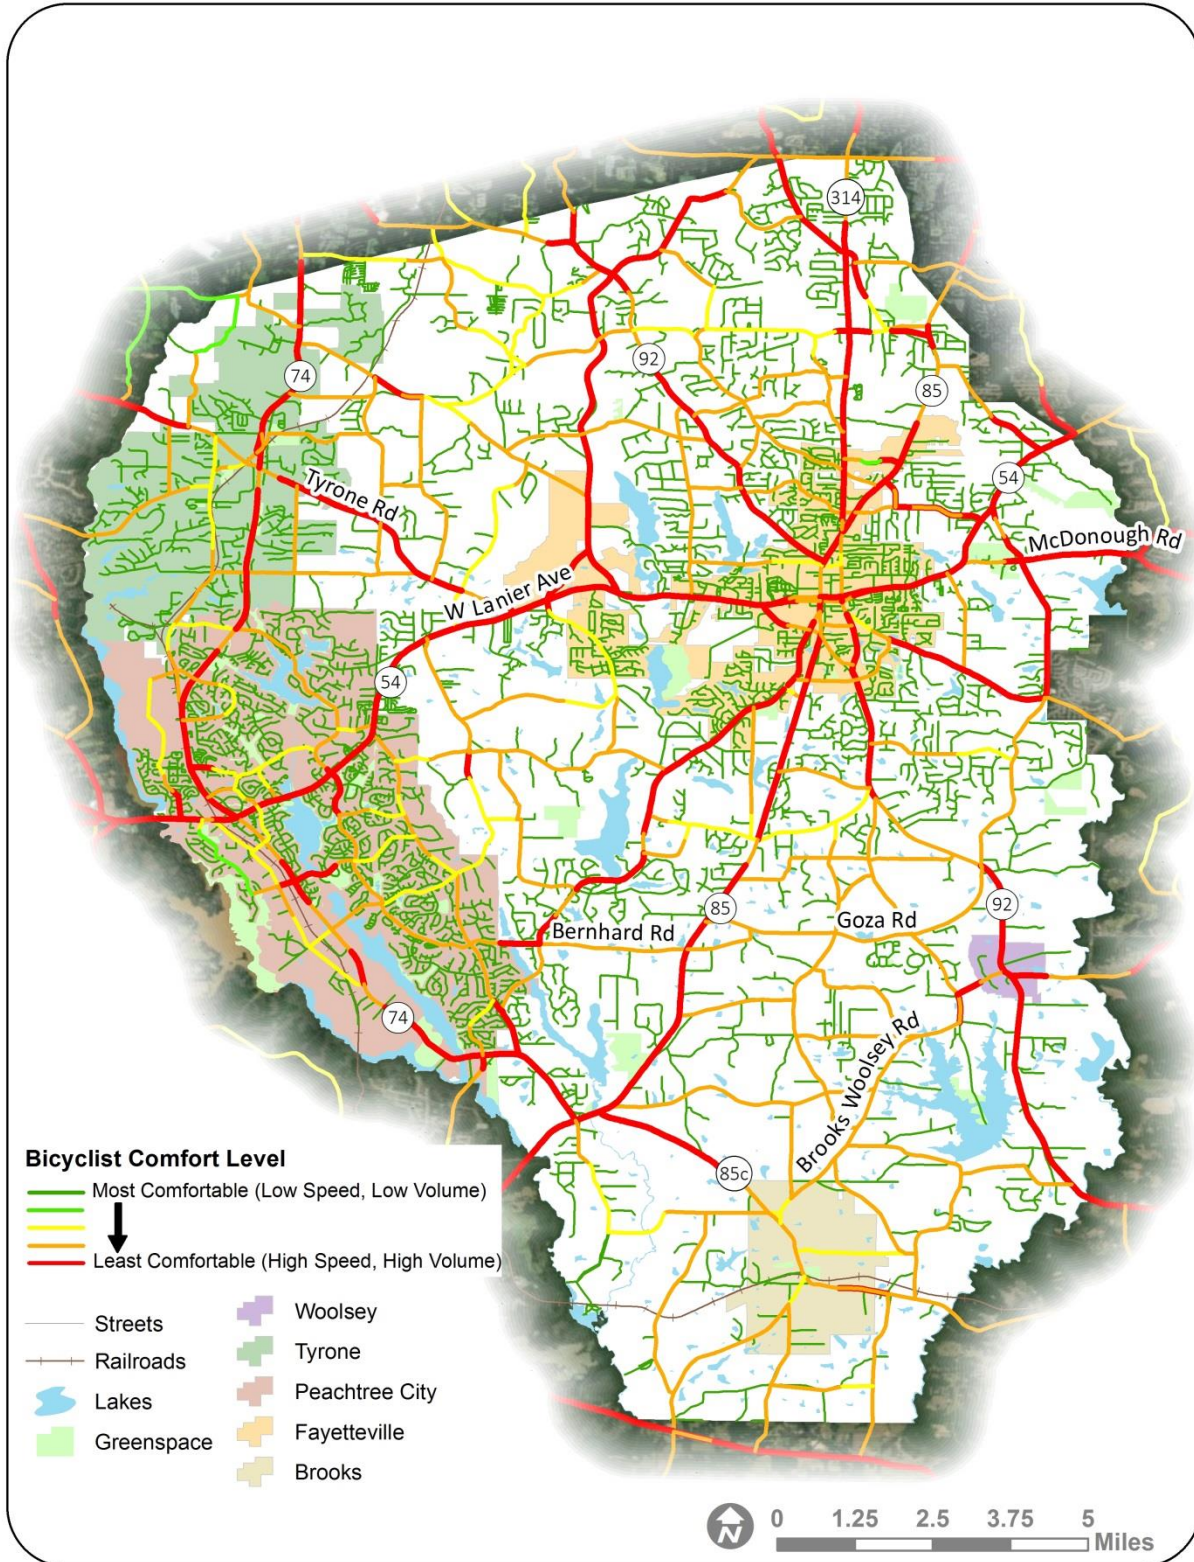 314
92
74
85
54
Tyrone Rd
McDonough Rd
W Lanier Ave
54
85
Goza Rd
92
Bernhard Rd
74
Brooks Woolsey Rd
85c
Bicyclist Comfort Level
Most Comfortable (Low Speed, Low Volume)
Least Comfortable (High Speed, High Volume)
Streets
Railroads
Lakes
Greenspace
Woolsey
Tyrone
Peachtree City
Fayetteville
Brooks
N
0 1.25 2.5 3.75 5
Miles